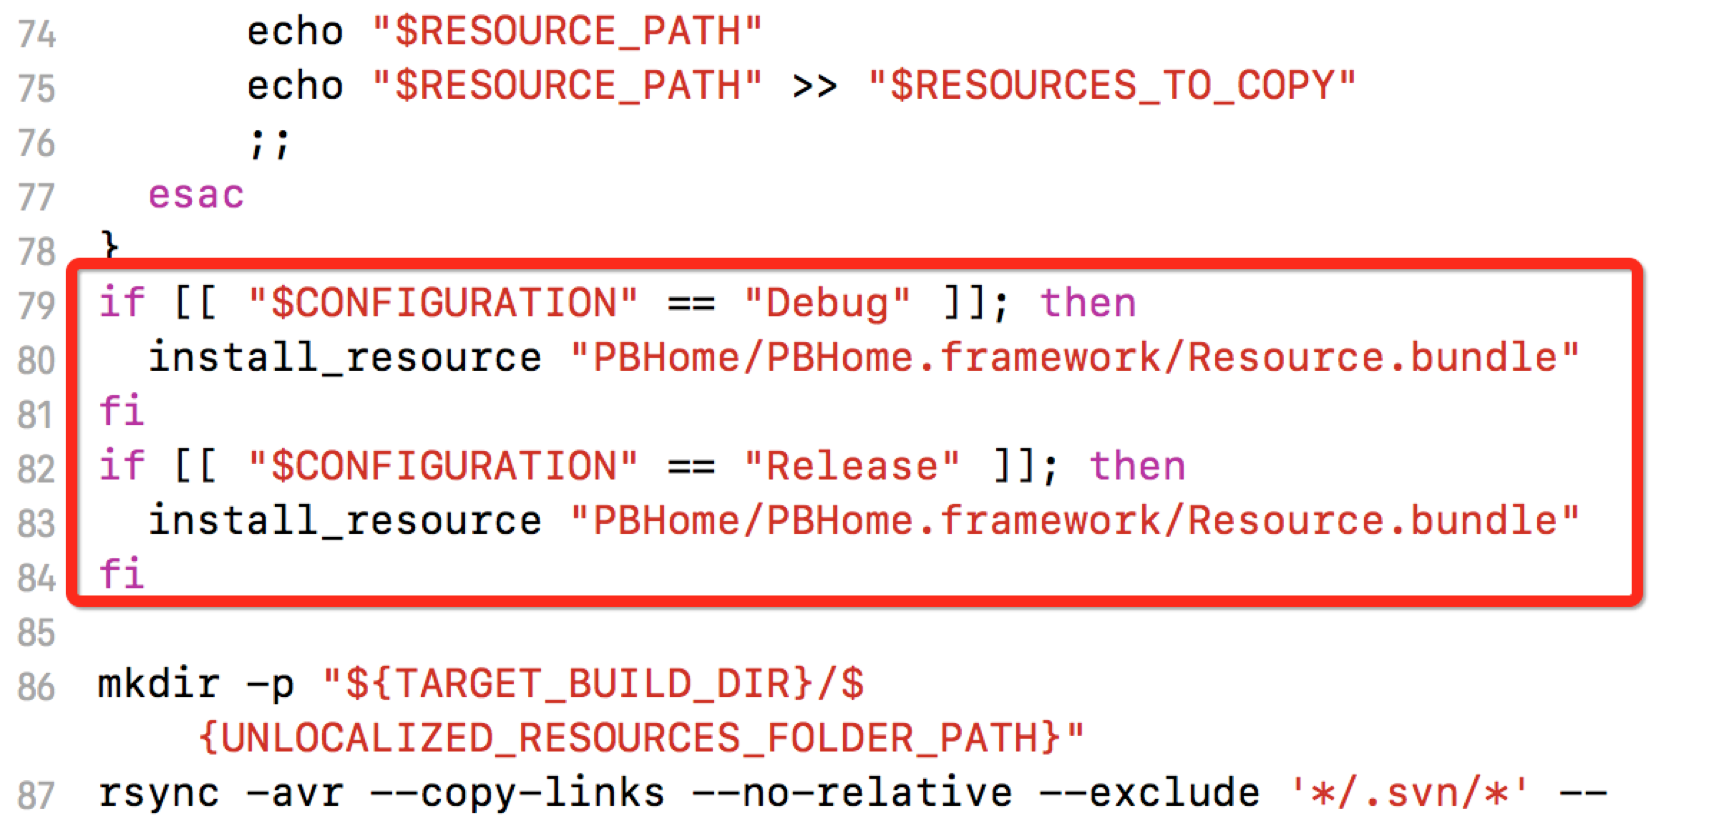 74 echo "$RESOURCE_PATH"
75 echo "$RESOURCE_PATH" >> "$RESOURCES_TO_COPY"
76 ;;
77 esac
78 }
79 if [[ "$CONFIGURATION" == "Debug" ]]; then
80 install_resource "PBHome/PBHome.framework/Resource.bundle"
81 fi
82 if [[ "$CONFIGURATION" == "Release" ]]; then
83 install_resource "PBHome/PBHome.framework/Resource.bundle"
84 fi
85
86 mkdir -p "${TARGET_BUILD_DIR}/$
{UNLOCALIZED_RESOURCES_FOLDER_PATH}"
87 rsync -avr --copy-links --no-relative --exclude '*/.svn/*' --